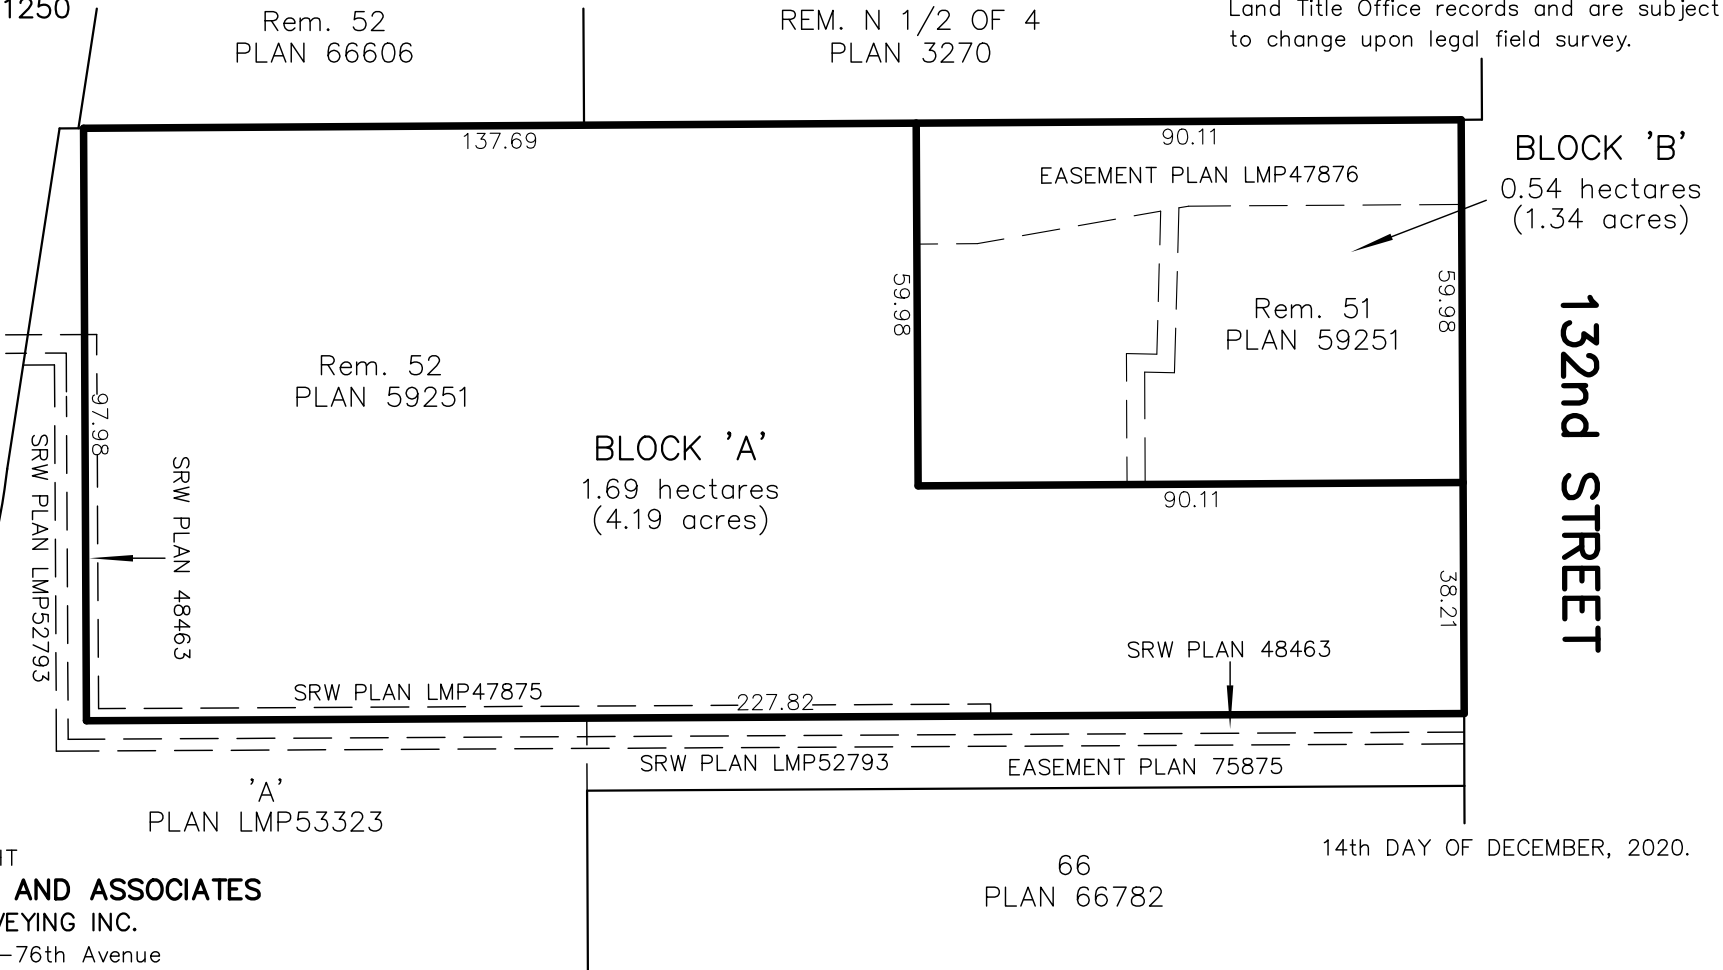 1250
Rem. 52
PLAN 66606
REM. N 1/2 OF 4
PLAN 3270
Land Title Office records and are subject
to change upon legal field survey.
137.69
90.11
BLOCK 'B'
0.54 hectares
(1.34 acres)
EASEMENT PLAN LMP47876
59.98
59.98
Rem. 51
PLAN 59251
132nd STREET
Rem. 52
PLAN 59251
97.98
BLOCK 'A'
1.69 hectares
(4.19 acres)
90.11
SRW PLAN LMP52793
SRW PLAN 48463
38.21
SRW PLAN 48463
SRW PLAN LMP47875
227.82
SRW PLAN LMP52793
EASEMENT PLAN 75875
'A'
PLAN LMP53323
14th DAY OF DECEMBER, 2020.
66
PLAN 66782
AND ASSOCIATES
INC.
-76th Avenue